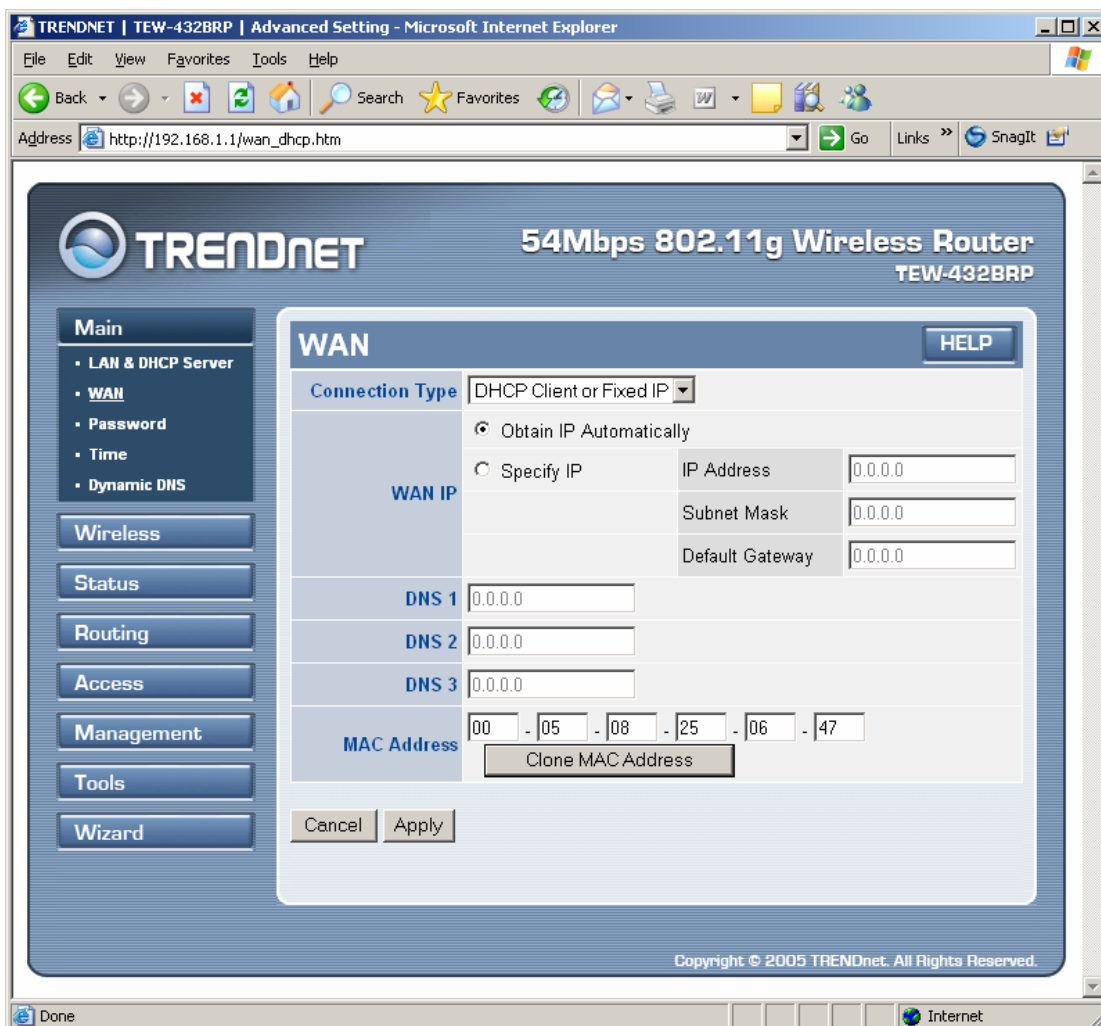 TRENDNET | TEW-432BRP | Advanced Setting - Microsoft Internet Explorer
File Edit View Favorites Tools Help
Back Search Favorites
Address http://192.168.1.1/wan_dhcp.htm Go Links » SnagIt
TRENDNET
54Mbps 802.11g Wireless Router
TEW-432BRP
Main
LAN & DHCP Server
WAN
Password
Time
Dynamic DNS
Wireless
Status
Routing
Access
Management
Tools
Wizard
WAN HELP
Connection Type DHCP Client or Fixed IP
WAN IP
Obtain IP Automatically
Specify IP IP Address 0.0.0.0
Subnet Mask 0.0.0.0
Default Gateway 0.0.0.0
DNS 1 0.0.0.0
DNS 2 0.0.0.0
DNS 3 0.0.0.0
MAC Address 00 - 05 - 08 - 25 - 06 - 47
Clone MAC Address
Cancel Apply
Copyright © 2005 TRENDnet. All Rights Reserved.
Done Internet